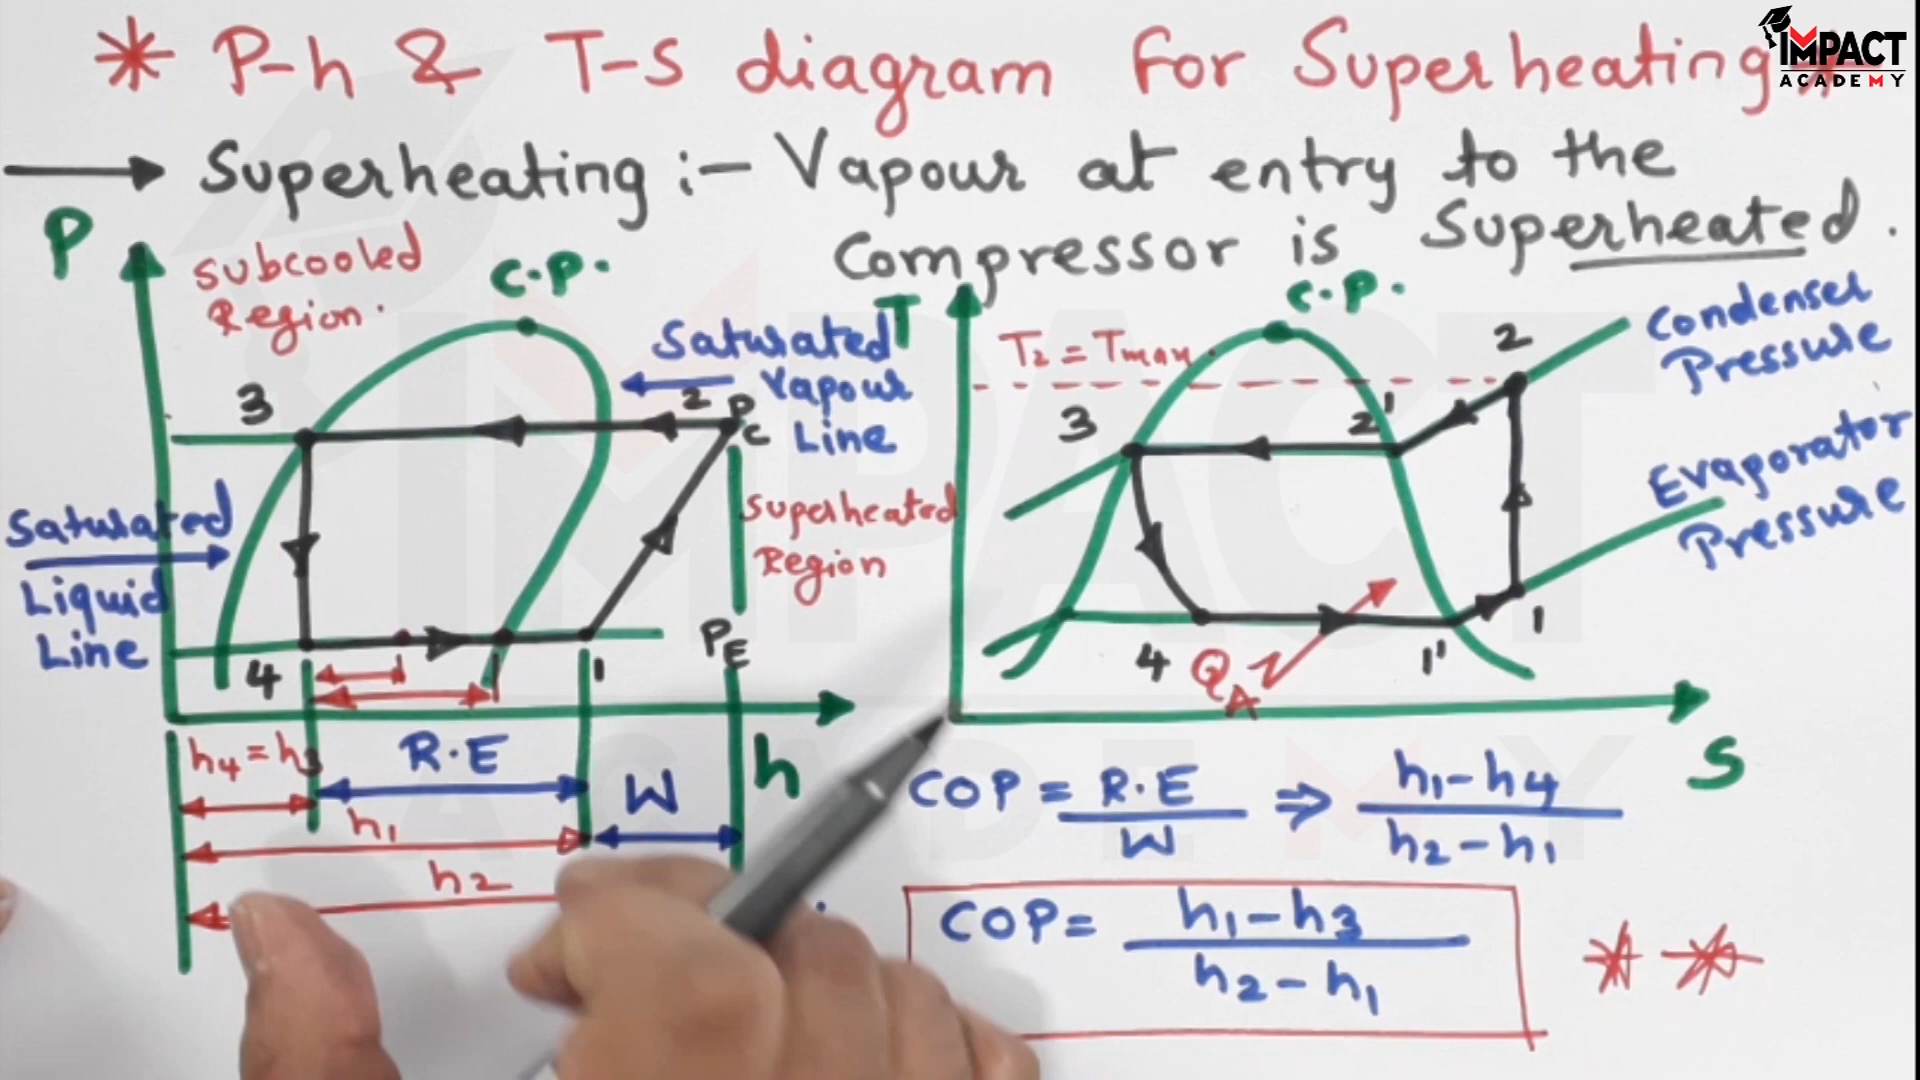 * P-h & T-S diagram For Superheating *
IMPACT
ACADEMY
→ Superheating :- Vapour at entry to the
Compressor is Superheated.
P
Subcooled
Region.
C.P.
Saturated
Vapour
Line
3
2
P
C
Superheated
Region
Saturated
Liquid
Line
4
1
PE
h4 = h3
R.E
W
h
h1
h2
T
C.P.
T2 = Tmax.
Condenser
Pressure
2
3
2'
Evaporator
Pressure
4
QA
1'
1
S
COP = R.E / W ⇒ h1-h4 / h2-h1
COP = h1-h3 / h2-h1
* *
IMPACT
ACADEMY